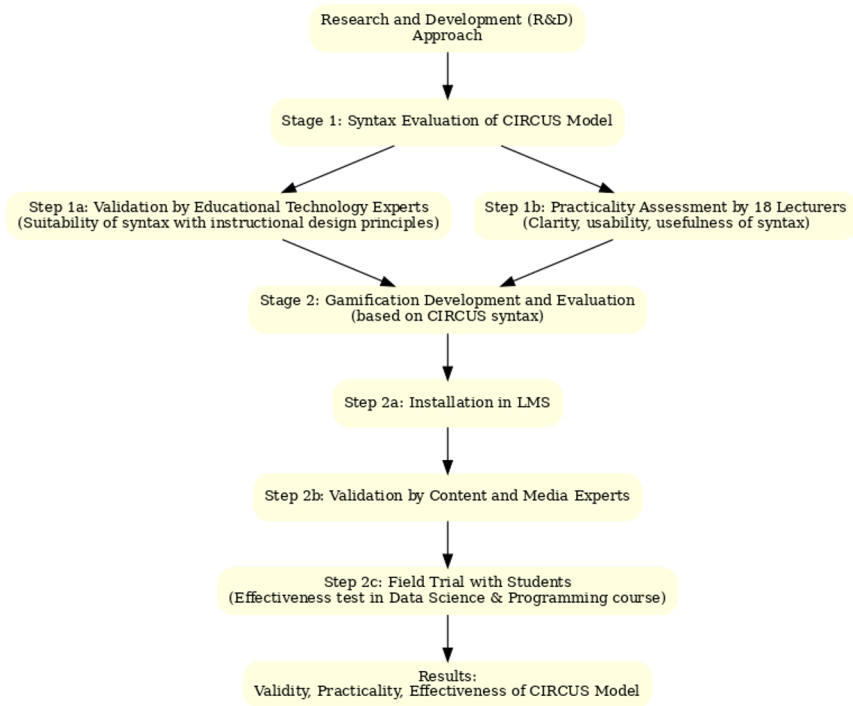 Research and Development (R&D)
Approach
Stage 1: Syntax Evaluation of CIRCUS Model
Step 1a: Validation by Educational Technology Experts
(Suitability of syntax with instructional design principles)
Step 1b: Practicality Assessment by 18 Lecturers
(Clarity, usability, usefulness of syntax)
Stage 2: Gamification Development and Evaluation
(based on CIRCUS syntax)
Step 2a: Installation in LMS
Step 2b: Validation by Content and Media Experts
Step 2c: Field Trial with Students
(Effectiveness test in Data Science & Programming course)
Results:
Validity, Practicality, Effectiveness of CIRCUS Model